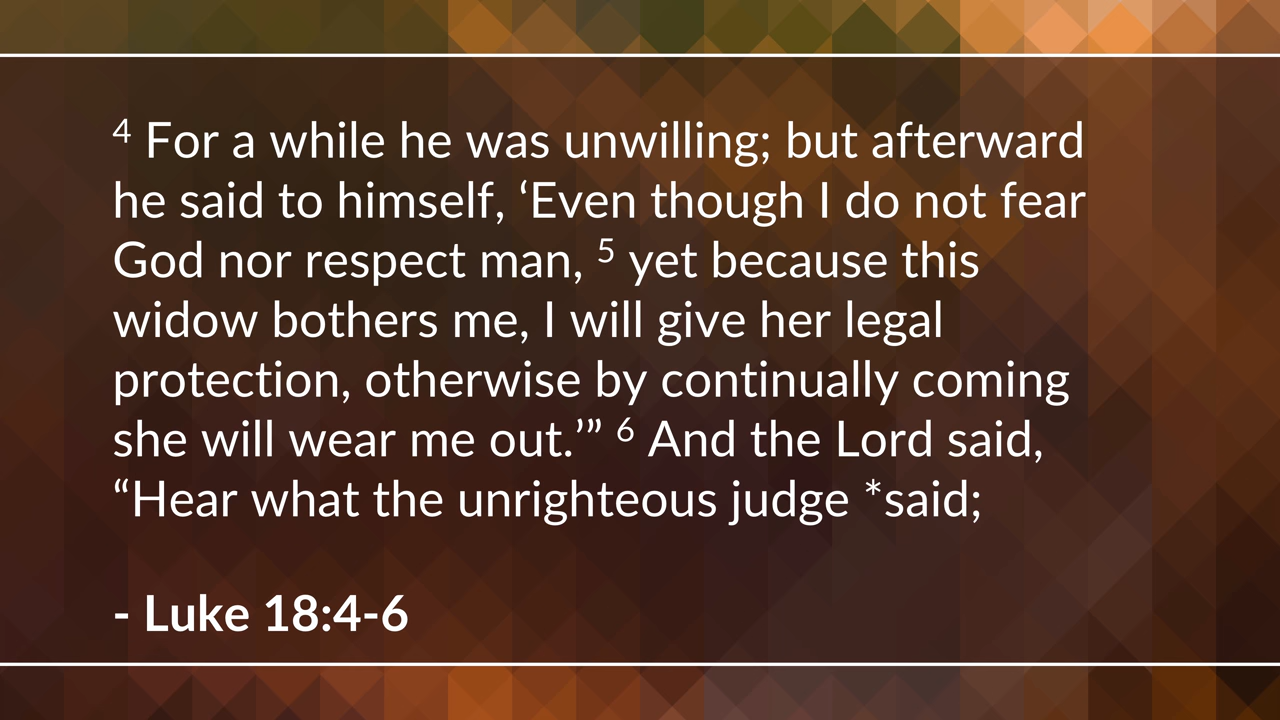 4 For a while he was unwilling; but afterward
he said to himself, ‘Even though I do not fear
God nor respect man, 5 yet because this
widow bothers me, I will give her legal
protection, otherwise by continually coming
she will wear me out.’” 6 And the Lord said,
“Hear what the unrighteous judge *said;
- Luke 18:4-6